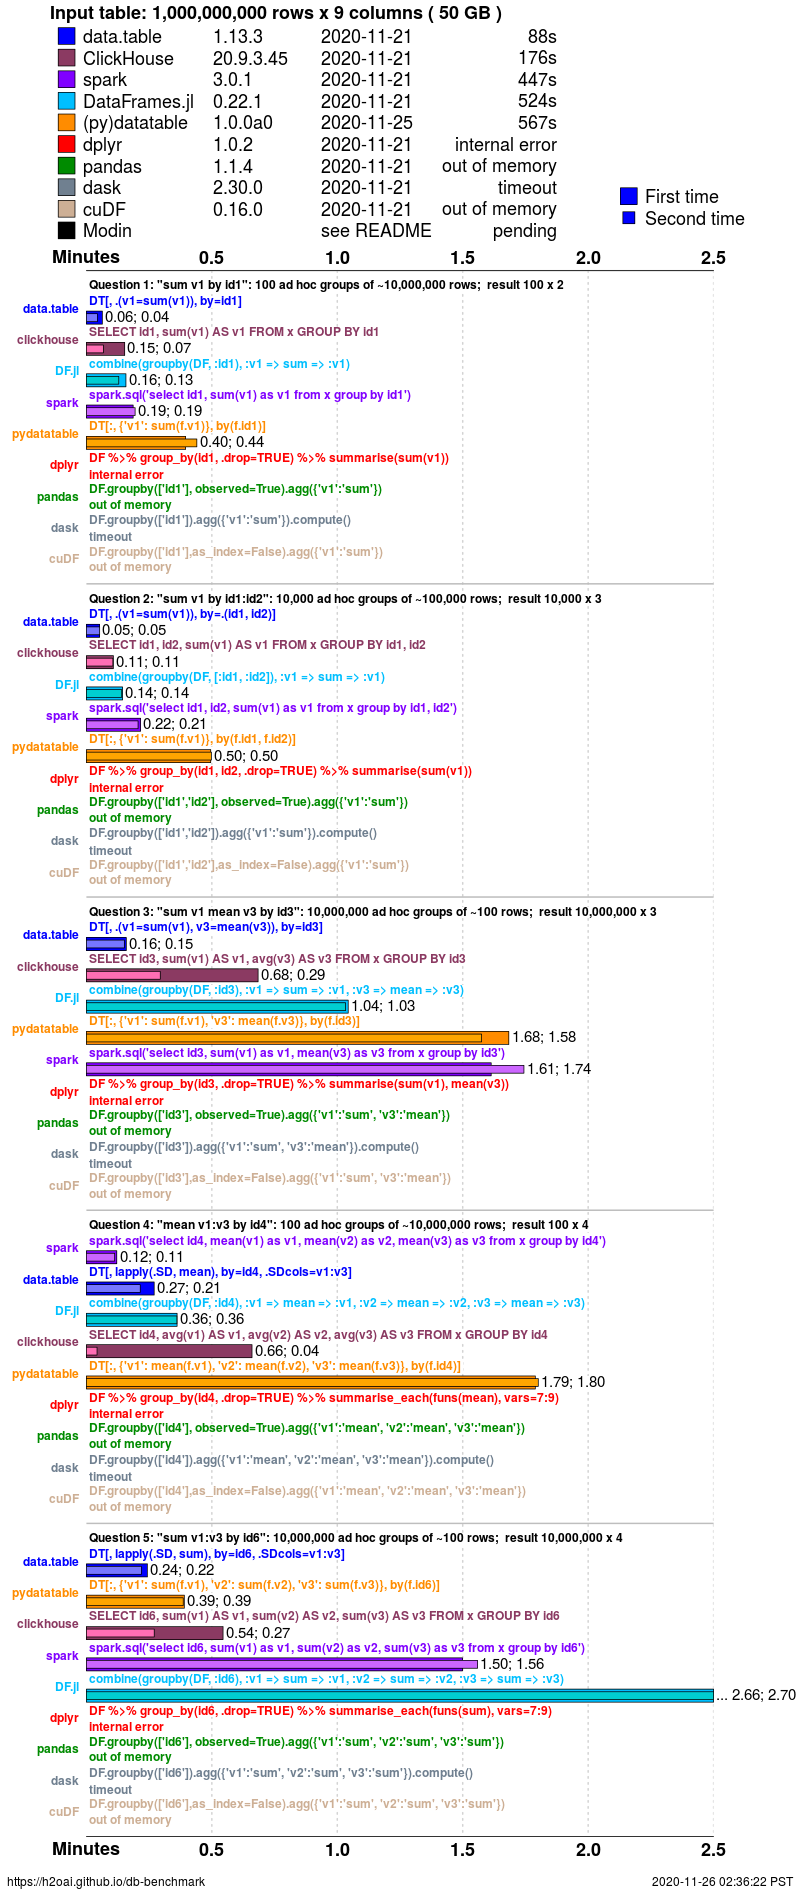 Input table: 1,000,000,000 rows x 9 columns ( 50 GB )
data.table 1.13.3 2020-11-21 88s
ClickHouse 20.9.3.45 2020-11-21 176s
spark 3.0.1 2020-11-21 447s
DataFrames.jl 0.22.1 2020-11-21 524s
(py)datatable 1.0.0a0 2020-11-25 567s
dplyr 1.0.2 2020-11-21 internal error
pandas 1.1.4 2020-11-21 out of memory
dask 2.30.0 2020-11-21 timeout
cuDF 0.16.0 2020-11-21 out of memory
Modin see README pending
First time
Second time
Minutes 0.5 1.0 1.5 2.0 2.5
Question 1: "sum v1 by id1": 100 ad hoc groups of ~10,000,000 rows; result 100 x 2
DT[, .(v1=sum(v1)), by=id1]
data.table 0.06; 0.04
SELECT id1, sum(v1) AS v1 FROM x GROUP BY id1
clickhouse 0.15; 0.07
combine(groupby(DF, :id1), :v1 => sum => :v1)
DF.jl 0.16; 0.13
spark.sql('select id1, sum(v1) as v1 from x group by id1')
spark 0.19; 0.19
DT[:, {'v1': sum(f.v1)}, by(f.id1)]
pydatatable 0.40; 0.44
DF %>% group_by(id1, .drop=TRUE) %>% summarise(sum(v1))
dplyr internal error
DF.groupby(['id1'], observed=True).agg({'v1':'sum'})
pandas out of memory
DF.groupby(['id1']).agg({'v1':'sum'}).compute()
dask timeout
DF.groupby(['id1'],as_index=False).agg({'v1':'sum'})
cuDF out of memory
Question 2: "sum v1 by id1:id2": 10,000 ad hoc groups of ~100,000 rows; result 10,000 x 3
DT[, .(v1=sum(v1)), by=.(id1, id2)]
data.table 0.05; 0.05
SELECT id1, id2, sum(v1) AS v1 FROM x GROUP BY id1, id2
clickhouse 0.11; 0.11
combine(groupby(DF, [:id1, :id2]), :v1 => sum => :v1)
DF.jl 0.14; 0.14
spark.sql('select id1, id2, sum(v1) as v1 from x group by id1, id2')
spark 0.22; 0.21
DT[:, {'v1': sum(f.v1)}, by(f.id1, f.id2)]
pydatatable 0.50; 0.50
DF %>% group_by(id1, id2, .drop=TRUE) %>% summarise(sum(v1))
dplyr internal error
DF.groupby(['id1','id2'], observed=True).agg({'v1':'sum'})
pandas out of memory
DF.groupby(['id1','id2']).agg({'v1':'sum'}).compute()
dask timeout
DF.groupby(['id1','id2'],as_index=False).agg({'v1':'sum'})
cuDF out of memory
Question 3: "sum v1 mean v3 by id3": 10,000,000 ad hoc groups of ~100 rows; result 10,000,000 x 3
DT[, .(v1=sum(v1), v3=mean(v3)), by=id3]
data.table 0.16; 0.15
SELECT id3, sum(v1) AS v1, avg(v3) AS v3 FROM x GROUP BY id3
clickhouse 0.68; 0.29
combine(groupby(DF, :id3), :v1 => sum => :v1, :v3 => mean => :v3)
DF.jl 1.04; 1.03
DT[:, {'v1': sum(f.v1), 'v3': mean(f.v3)}, by(f.id3)]
pydatatable 1.68; 1.58
spark.sql('select id3, sum(v1) as v1, mean(v3) as v3 from x group by id3')
spark 1.61; 1.74
DF %>% group_by(id3, .drop=TRUE) %>% summarise(sum(v1), mean(v3))
dplyr internal error
DF.groupby(['id3'], observed=True).agg({'v1':'sum', 'v3':'mean'})
pandas out of memory
DF.groupby(['id3']).agg({'v1':'sum', 'v3':'mean'}).compute()
dask timeout
DF.groupby(['id3'],as_index=False).agg({'v1':'sum', 'v3':'mean'})
cuDF out of memory
Question 4: "mean v1:v3 by id4": 100 ad hoc groups of ~10,000,000 rows; result 100 x 4
spark.sql('select id4, mean(v1) as v1, mean(v2) as v2, mean(v3) as v3 from x group by id4')
spark 0.12; 0.11
DT[, lapply(.SD, mean), by=id4, .SDcols=v1:v3]
data.table 0.27; 0.21
combine(groupby(DF, :id4), :v1 => mean => :v1, :v2 => mean => :v2, :v3 => mean => :v3)
DF.jl 0.36; 0.36
SELECT id4, avg(v1) AS v1, avg(v2) AS v2, avg(v3) AS v3 FROM x GROUP BY id4
clickhouse 0.66; 0.04
DT[:, {'v1': mean(f.v1), 'v2': mean(f.v2), 'v3': mean(f.v3)}, by(f.id4)]
pydatatable 1.79; 1.80
DF %>% group_by(id4, .drop=TRUE) %>% summarise_each(funs(mean), vars=7:9)
dplyr internal error
DF.groupby(['id4'], observed=True).agg({'v1':'mean', 'v2':'mean', 'v3':'mean'})
pandas out of memory
DF.groupby(['id4']).agg({'v1':'mean', 'v2':'mean', 'v3':'mean'}).compute()
dask timeout
DF.groupby(['id4'],as_index=False).agg({'v1':'mean', 'v2':'mean', 'v3':'mean'})
cuDF out of memory
Question 5: "sum v1:v3 by id6": 10,000,000 ad hoc groups of ~100 rows; result 10,000,000 x 4
DT[, lapply(.SD, sum), by=id6, .SDcols=v1:v3]
data.table 0.24; 0.22
DT[:, {'v1': sum(f.v1), 'v2': sum(f.v2), 'v3': sum(f.v3)}, by(f.id6)]
pydatatable 0.39; 0.39
SELECT id6, sum(v1) AS v1, sum(v2) AS v2, sum(v3) AS v3 FROM x GROUP BY id6
clickhouse 0.54; 0.27
spark.sql('select id6, sum(v1) as v1, sum(v2) as v2, sum(v3) as v3 from x group by id6')
spark 1.50; 1.56
combine(groupby(DF, :id6), :v1 => sum => :v1, :v2 => sum => :v2, :v3 => sum => :v3)
DF.jl ... 2.66; 2.70
DF %>% group_by(id6, .drop=TRUE) %>% summarise_each(funs(sum), vars=7:9)
dplyr internal error
DF.groupby(['id6'], observed=True).agg({'v1':'sum', 'v2':'sum', 'v3':'sum'})
pandas out of memory
DF.groupby(['id6']).agg({'v1':'sum', 'v2':'sum', 'v3':'sum'}).compute()
dask timeout
DF.groupby(['id6'],as_index=False).agg({'v1':'sum', 'v2':'sum', 'v3':'sum'})
cuDF out of memory
Minutes 0.5 1.0 1.5 2.0 2.5
https://h2oai.github.io/db-benchmark 2020-11-26 02:36:22 PST